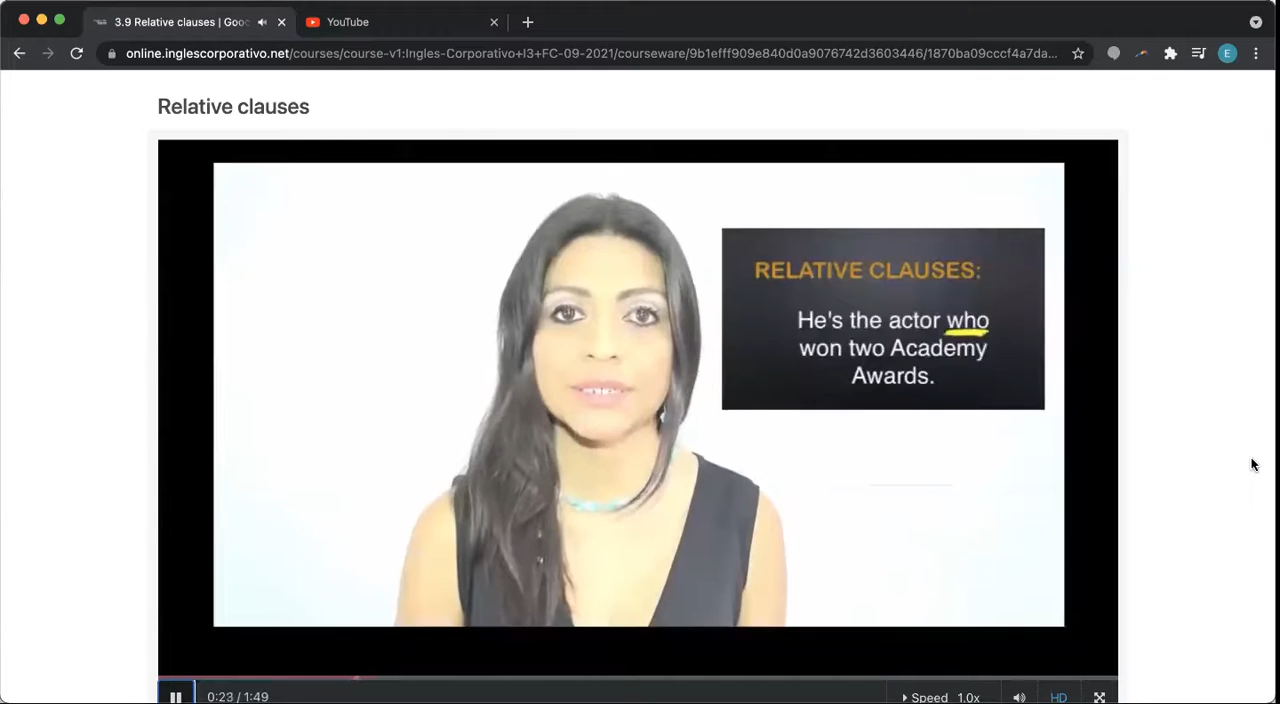 3.9 Relative clauses | Goo
YouTube
online.inglescorporativo.net/courses/course-v1:Ingles-Corporativo+I3+FC-09-2021/courseware/9b1efff909e840d0a9076742d3603446/1870ba09cccf4a7da...
E
Relative clauses
RELATIVE CLAUSES:
He's the actor who
won two Academy
Awards.
0:23 / 1:49
Speed 1.0x
HD